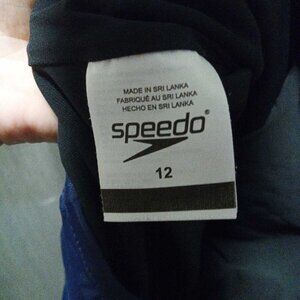 MADE IN SRI LANKA
FABRIQUÉ AU SRI LANKA
HECHO EN SRI LANKA
speedo®
12